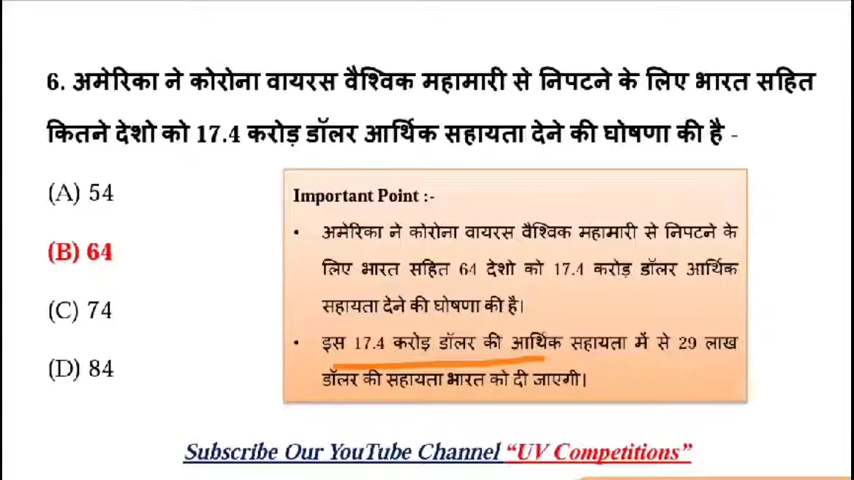 6. अमेरिका ने कोरोना वायरस वैश्विक महामारी से निपटने के लिए भारत सहित
कितने देशो को 17.4 करोड़ डॉलर आर्थिक सहायता देने की घोषणा की है -
(A) 54
(B) 64
(C) 74
(D) 84
Important Point :-
• अमेरिका ने कोरोना वायरस वैश्विक महामारी से निपटने के
लिए भारत सहित 64 देशो को 17.4 करोड़ डॉलर आर्थिक
सहायता देने की घोषणा की है।
• इस 17.4 करोड़ डॉलर की आर्थिक सहायता में से 29 लाख
डॉलर की सहायता भारत को दी जाएगी।
Subscribe Our YouTube Channel “UV Competitions”